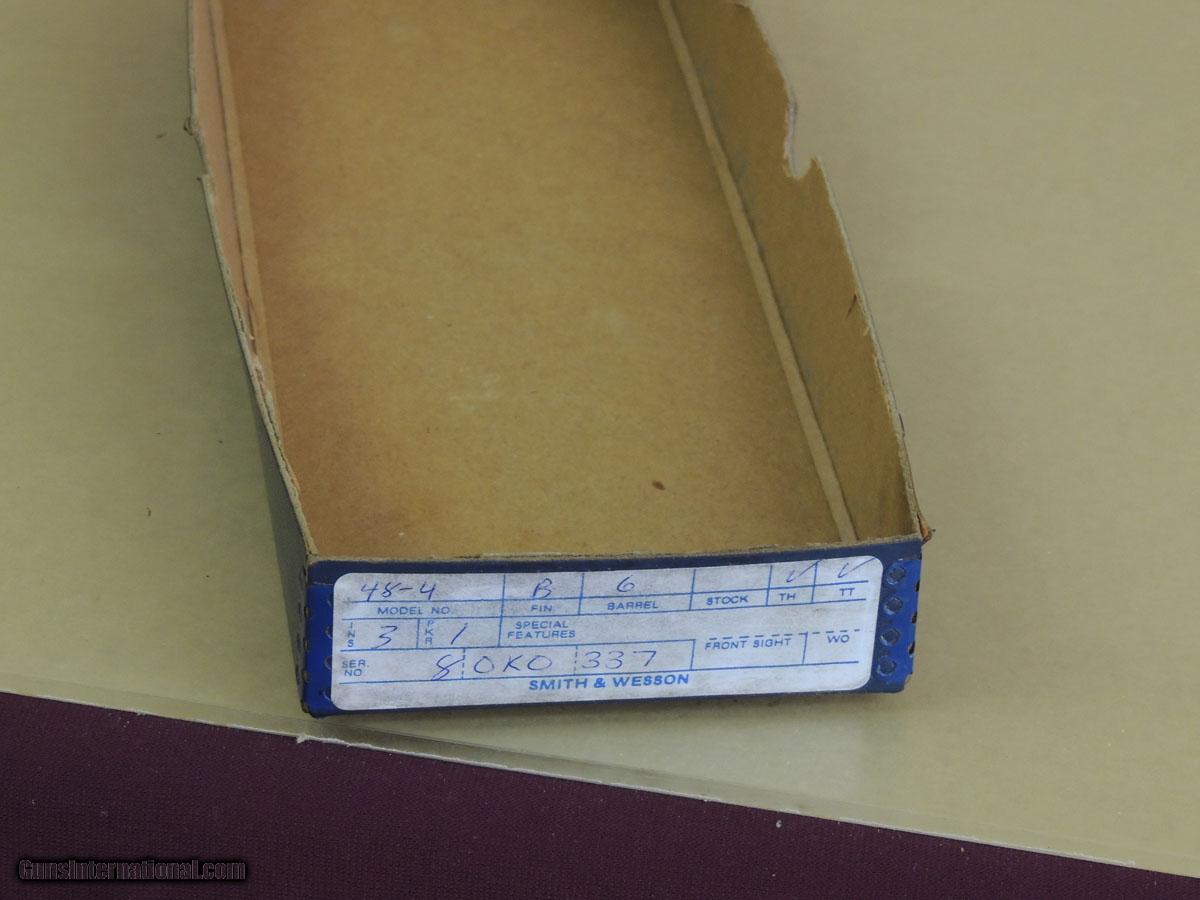 48-4 B 6 ✓ ✓
MODEL NO. FIN BARREL STOCK TH TT
INS 3 PKR 1 SPECIAL FEATURES
FRONT SIGHT WO
SER. NO 8 0K0 337
SMITH & WESSON
GunsInternational.com